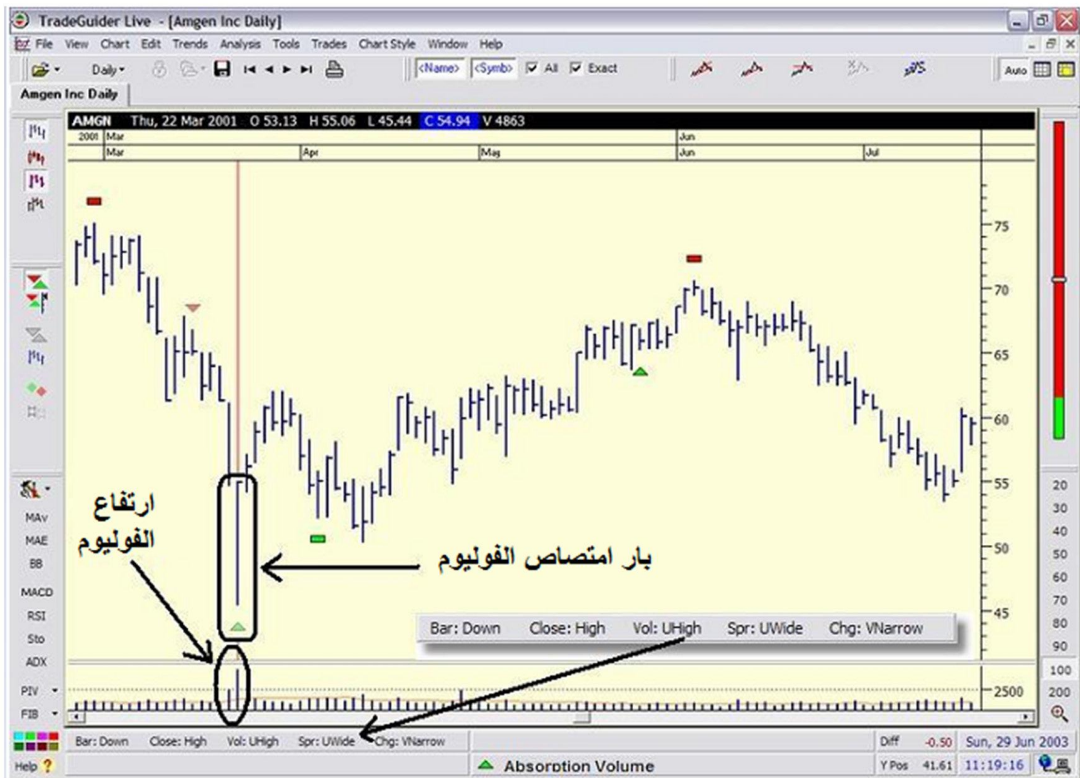 TradeGuider Live - [Amgen Inc Daily]
File View Chart Edit Trends Analysis Tools Trades Chart Style Window Help
Daily <Name> <Symb> All Exact Auto
Amgen Inc Daily
AMGN Thu, 22 Mar 2001 O 53.13 H 55.06 L 45.44 C 54.94 V 4863
2001 Mar Jun
Mar Apr May Jun Jul
75
70
65
60
55
50
45
2500
ارتفاع
الفوليوم
بار امتصاص الفوليوم
Bar: Down Close: High Vol: UHigh Spr: UWide Chg: VNarrow
MAv
MAE
BB
MACD
RSI
Sto
ADX
PIV
FIB
20
30
40
50
60
70
80
90
100
200
Bar: Down Close: High Vol: UHigh Spr: UWide Chg: VNarrow Diff -0.50 Sun, 29 Jun 2003
Help ? Absorption Volume Y Pos 41.61 11:19:16